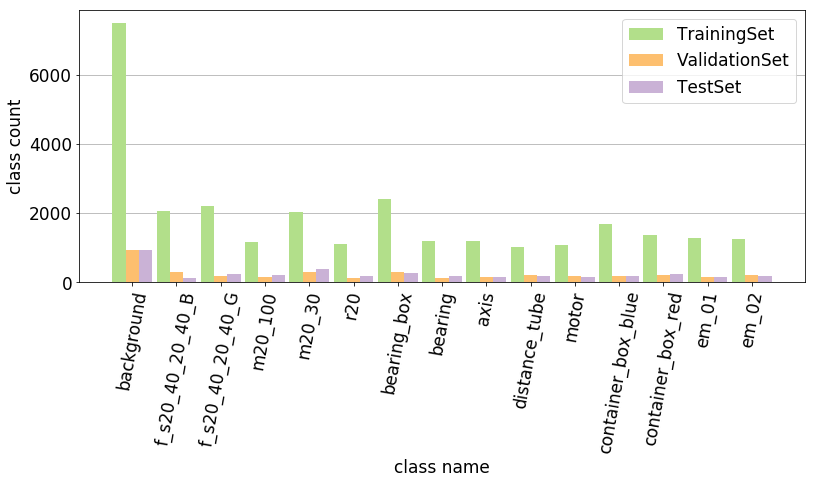 TrainingSet
ValidationSet
TestSet
class count
6000
4000
2000
0
background
f_s20_40_20_40_B
f_s20_40_20_40_G
m20_100
m20_30
r20
bearing_box
bearing
axis
distance_tube
motor
container_box_blue
container_box_red
em_01
em_02
class name